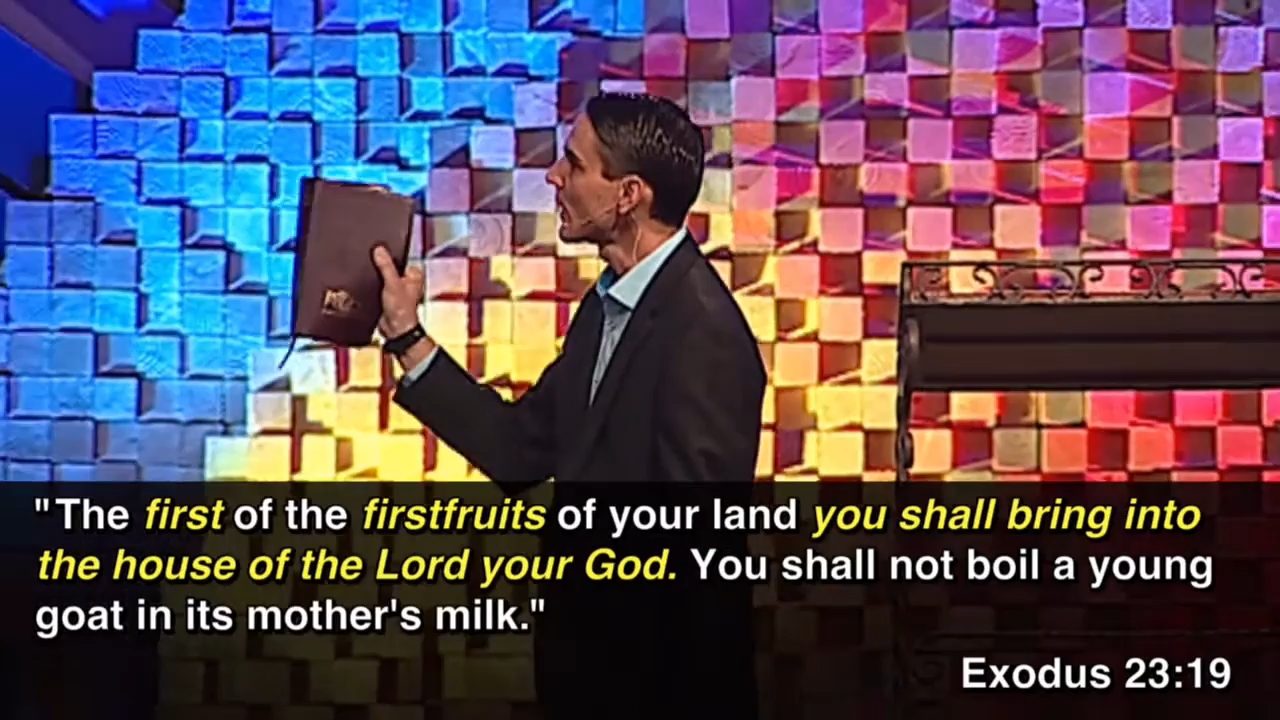 "The first of the firstfruits of your land you shall bring into
the house of the Lord your God. You shall not boil a young
goat in its mother's milk."
Exodus 23:19